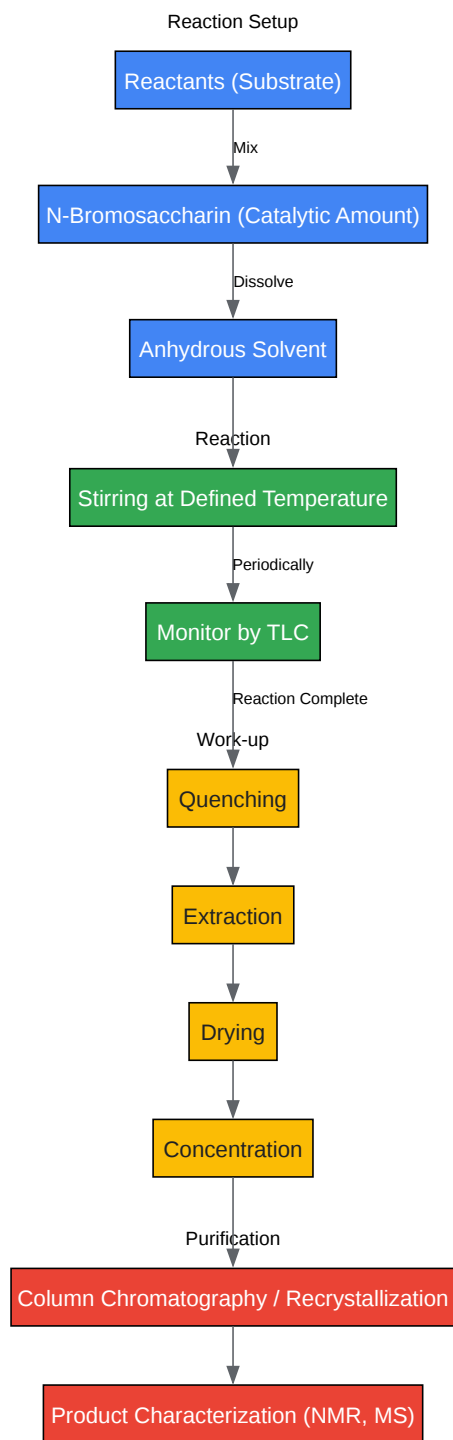 Reaction Setup
Reactants (Substrate)
Mix
N-Bromosaccharin (Catalytic Amount)
Dissolve
Anhydrous Solvent
Reaction
Stirring at Defined Temperature
Periodically
Monitor by TLC
Reaction Complete
Work-up
Quenching
Extraction
Drying
Concentration
Purification
Column Chromatography / Recrystallization
Product Characterization (NMR, MS)